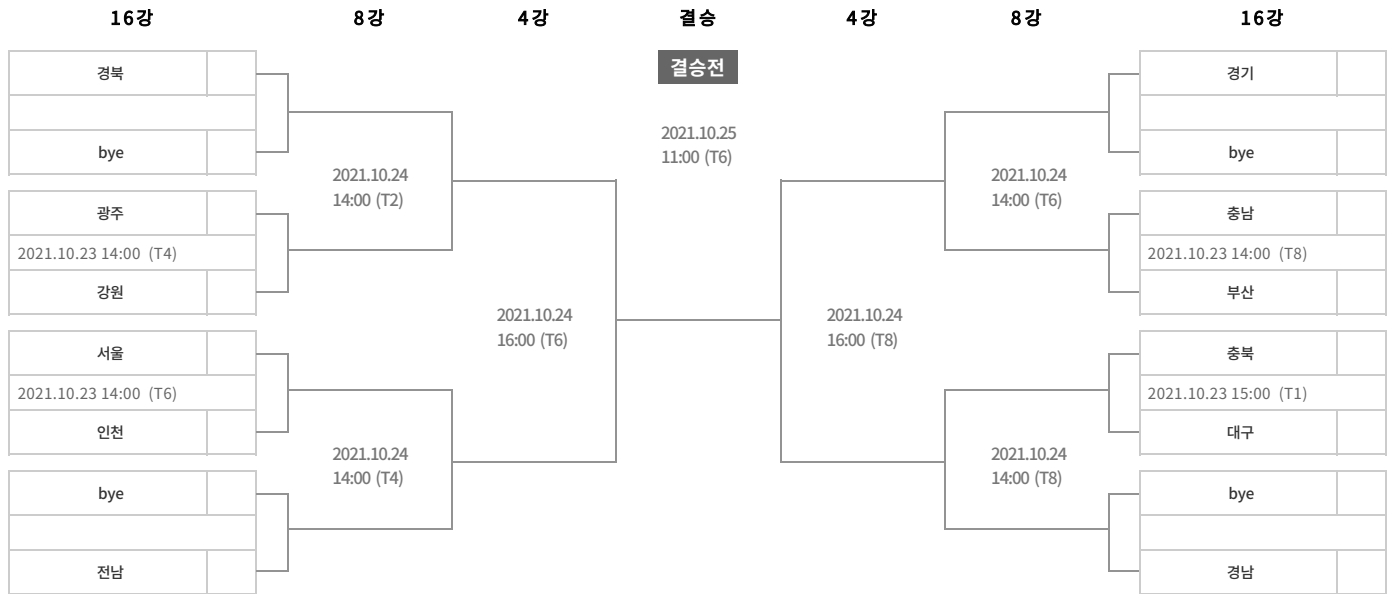 16강 8강 4강 결승 4강 8강 16강
결승전
2021.10.25
11:00 (T6)
경북
bye
광주
2021.10.23 14:00 (T4)
강원
서울
2021.10.23 14:00 (T6)
인천
bye
전남
2021.10.24
14:00 (T2)
2021.10.24
14:00 (T4)
2021.10.24
16:00 (T6)
2021.10.24
16:00 (T8)
2021.10.24
14:00 (T6)
2021.10.24
14:00 (T8)
경기
bye
충남
2021.10.23 14:00 (T8)
부산
충북
2021.10.23 15:00 (T1)
대구
bye
경남